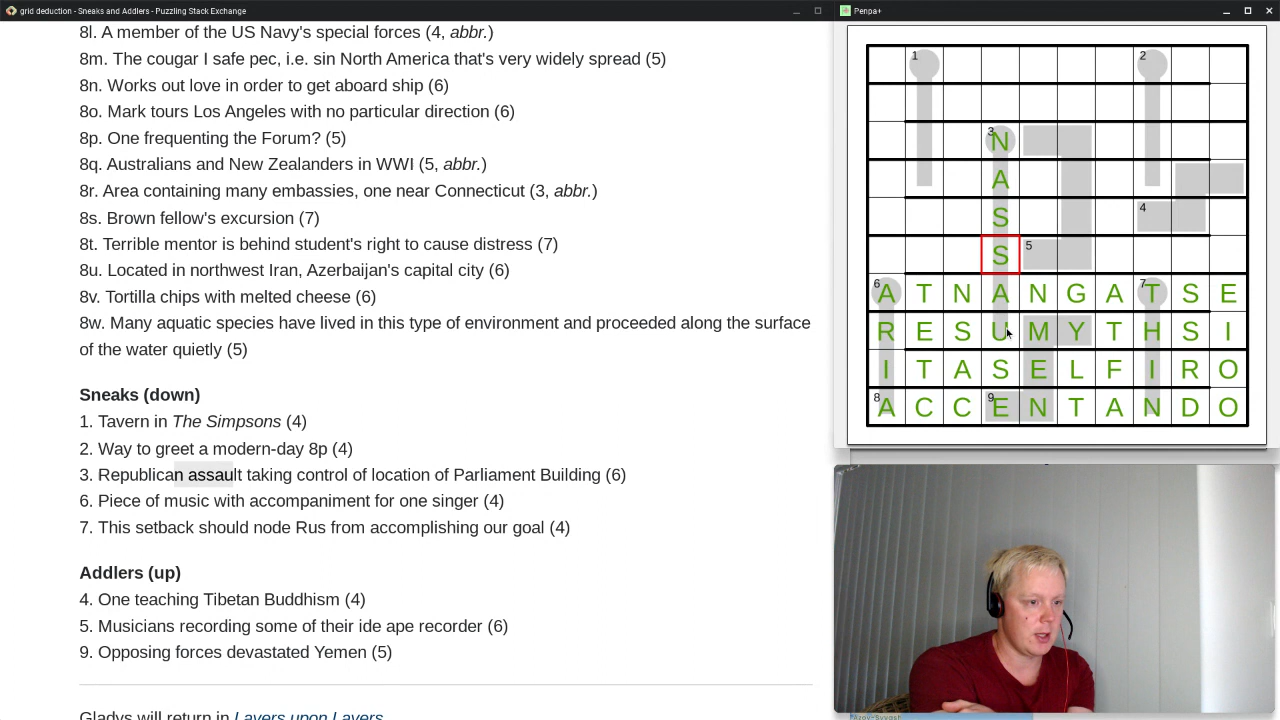 grid deduction - Sneaks and Addlers - Puzzling Stack Exchange
8l. A member of the US Navy's special forces (4, abbr.)
8m. The cougar I safe pec, i.e. sin North America that's very widely spread (5)
8n. Works out love in order to get aboard ship (6)
8o. Mark tours Los Angeles with no particular direction (6)
8p. One frequenting the Forum? (5)
8q. Australians and New Zealanders in WWI (5, abbr.)
8r. Area containing many embassies, one near Connecticut (3, abbr.)
8s. Brown fellow's excursion (7)
8t. Terrible mentor is behind student's right to cause distress (7)
8u. Located in northwest Iran, Azerbaijan's capital city (6)
8v. Tortilla chips with melted cheese (6)
8w. Many aquatic species have lived in this type of environment and proceeded along the surface
of the water quietly (5)
Sneaks (down)
1. Tavern in The Simpsons (4)
2. Way to greet a modern-day 8p (4)
3. Republican assault taking control of location of Parliament Building (6)
6. Piece of music with accompaniment for one singer (4)
7. This setback should node Rus from accomplishing our goal (4)
Addlers (up)
4. One teaching Tibetan Buddhism (4)
5. Musicians recording some of their ide ape recorder (6)
9. Opposing forces devastated Yemen (5)
Gladys will return in Layers upon Layers
Penpa+
1 2
3 N
A
S 4
S 5
6 A T N A N G A 7 T S E
R E S U M Y T H S I
I T A S E L F I R O
8 A C C 9 E N T A N D O